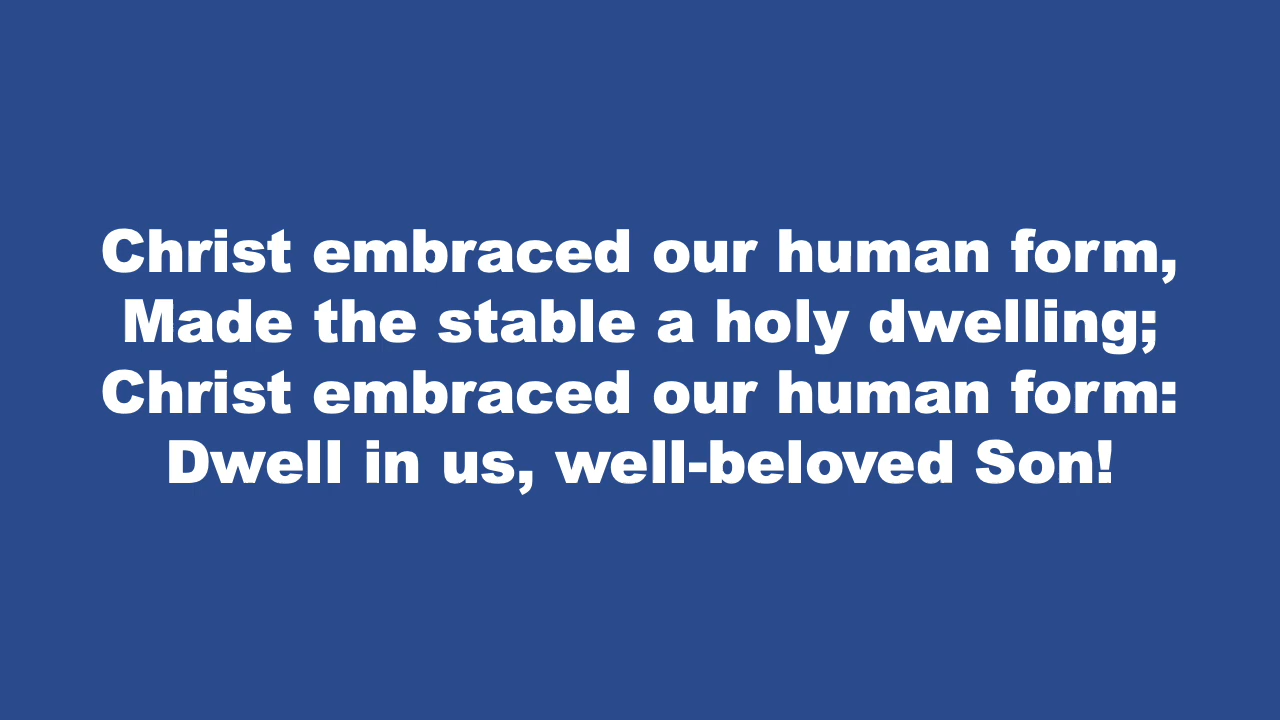 Christ embraced our human form,
Made the stable a holy dwelling;
Christ embraced our human form:
Dwell in us, well-beloved Son!